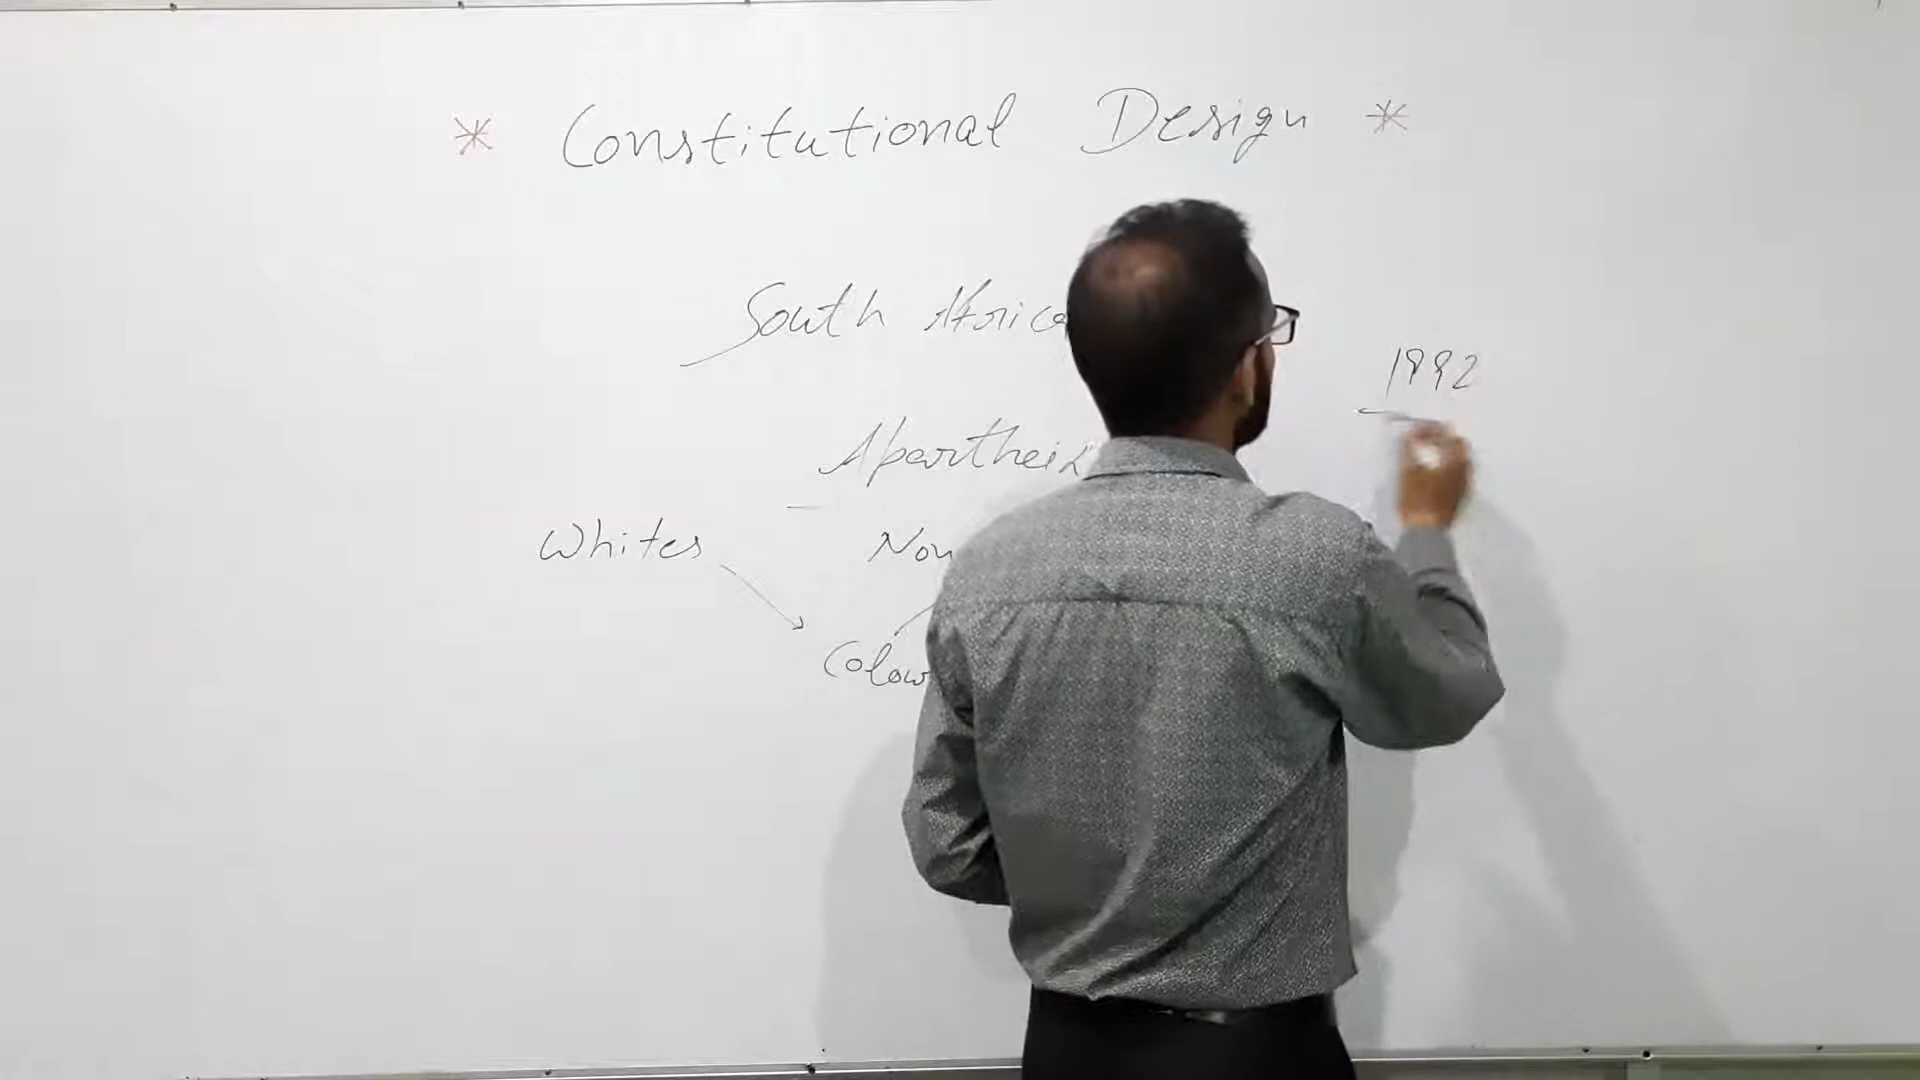 * Constitutional Design *
South Africa
1992
Apartheid
Whites Non
Colou